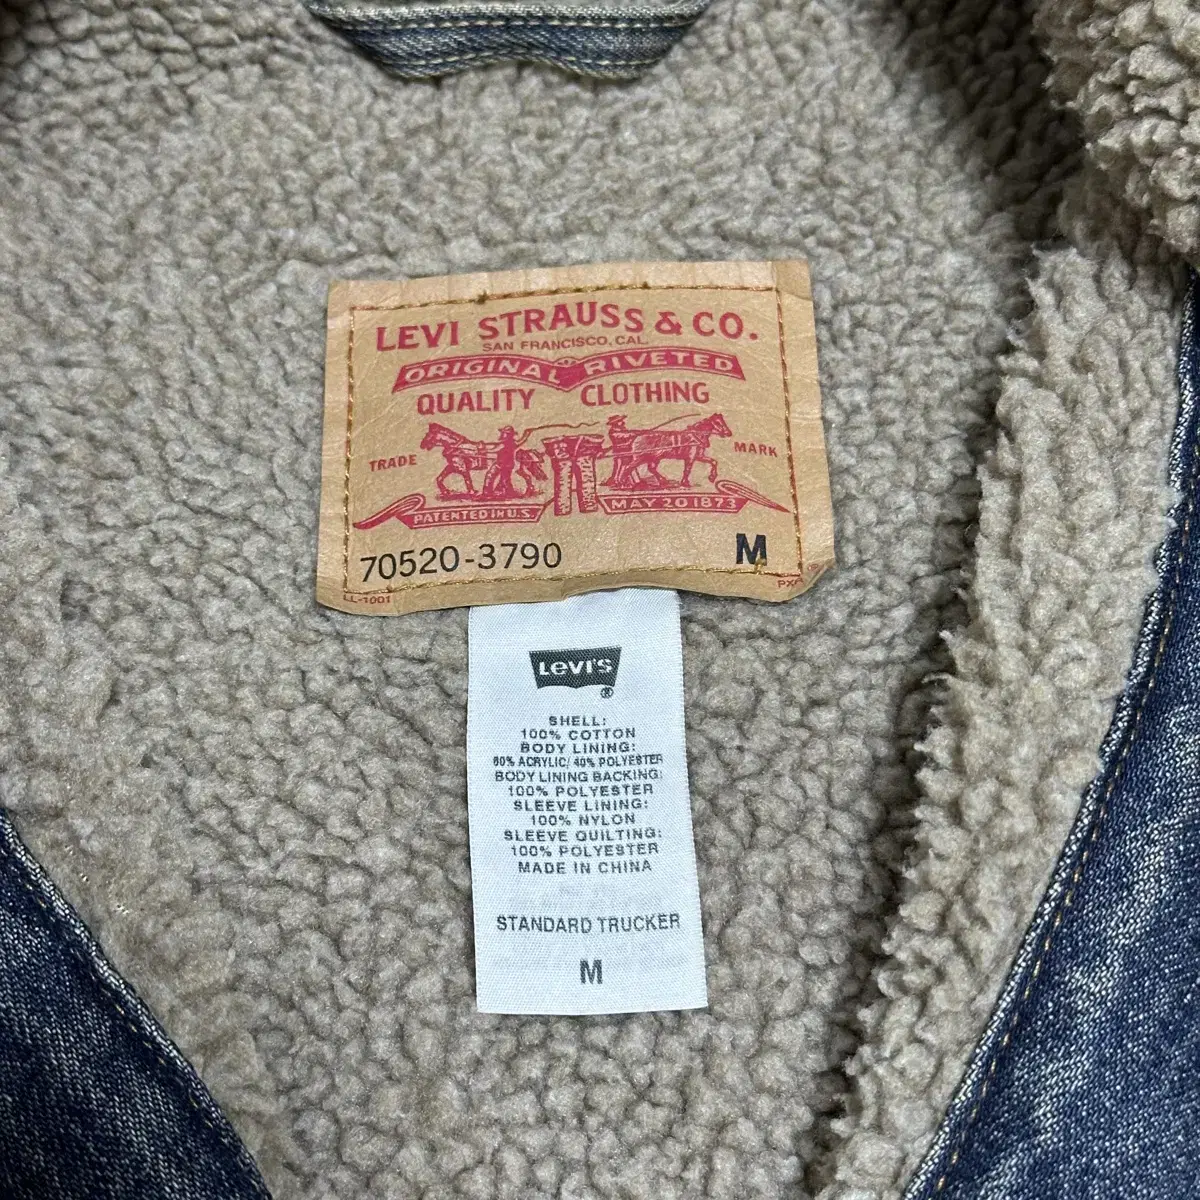 LEVI STRAUSS & CO.
SAN FRANCISCO, CAL.
ORIGINAL RIVETED
QUALITY CLOTHING
TRADE MARK
PATENTED IN U.S. MAY 20 1873
70520-3790 M
LL-1001
LEVI'S
®
SHELL:
100% COTTON
BODY LINING:
60% ACRYLIC/ 40% POLYESTER
BODY LINING BACKING:
100% POLYESTER
SLEEVE LINING:
100% NYLON
SLEEVE QUILTING:
100% POLYESTER
MADE IN CHINA
STANDARD TRUCKER
M